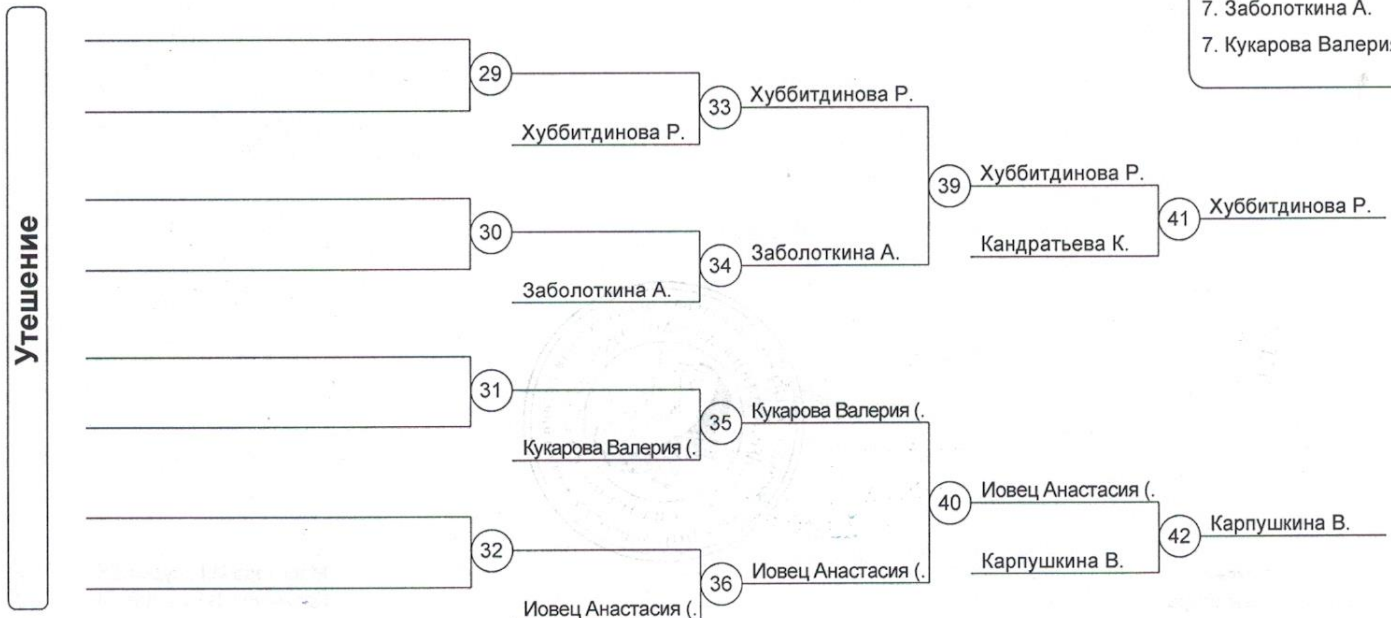 Утешение
7. Заболоткина А.
7. Кукарова Валерия
29
33
Хуббитдинова Р.
Хуббитдинова Р.
39
Хуббитдинова Р.
41
Хуббитдинова Р.
Кандратьева К.
30
34
Заболоткина А.
Заболоткина А.
31
35
Кукарова Валерия (.
Кукарова Валерия (.
40
Иовец Анастасия (.
42
Карпушкина В.
Карпушкина В.
32
36
Иовец Анастасия (.
Иовец Анастасия (.